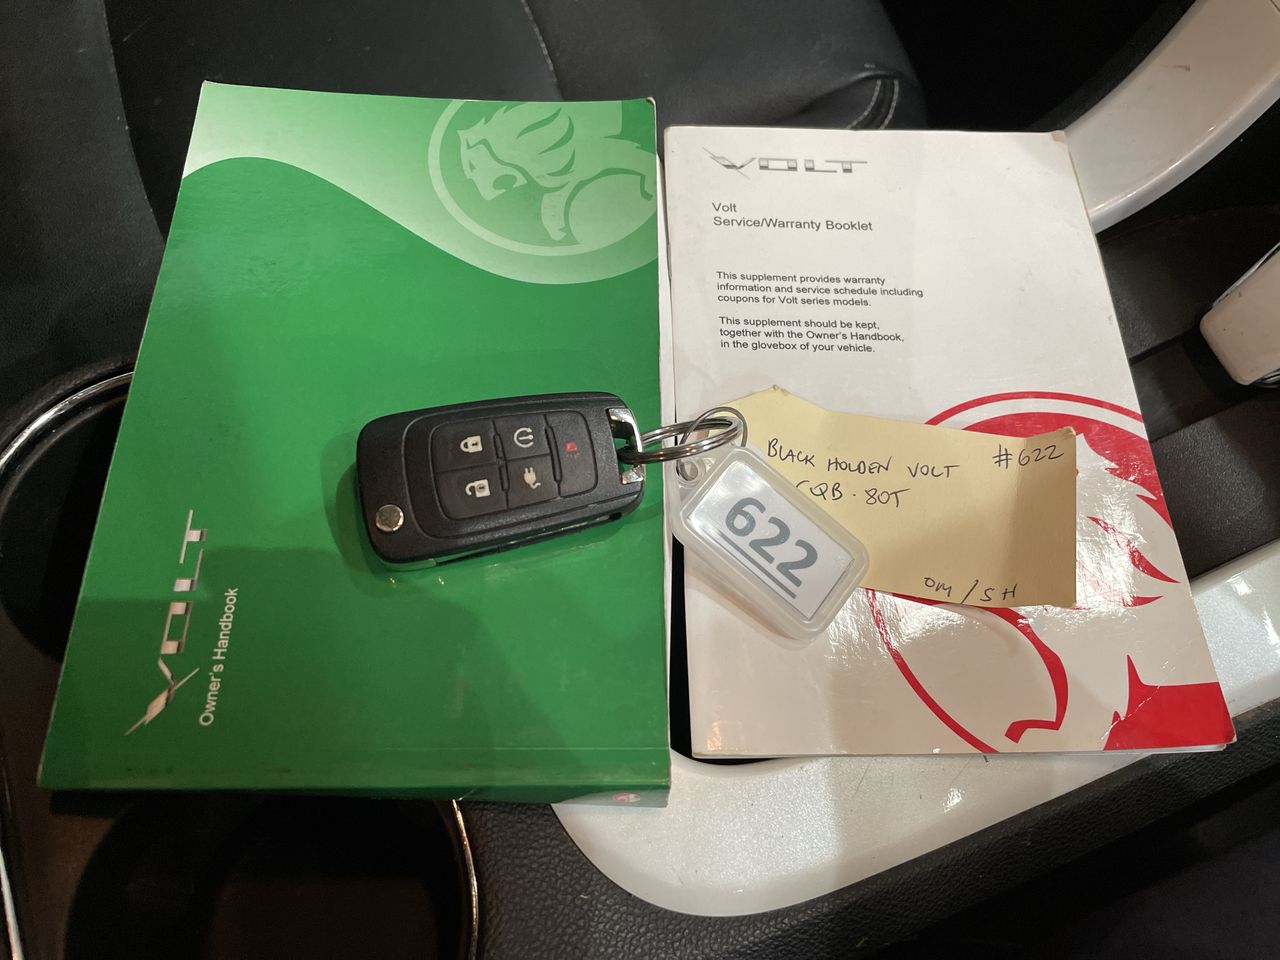 VOLT
Owner's Handbook
VOLT
Volt
Service/Warranty Booklet
This supplement provides warranty
information and service schedule including
coupons for Volt series models.
This supplement should be kept,
together with the Owner's Handbook,
in the glovebox of your vehicle.
BLACK HOLDEN VOLT #622
CQB·80T
OM/SH
622